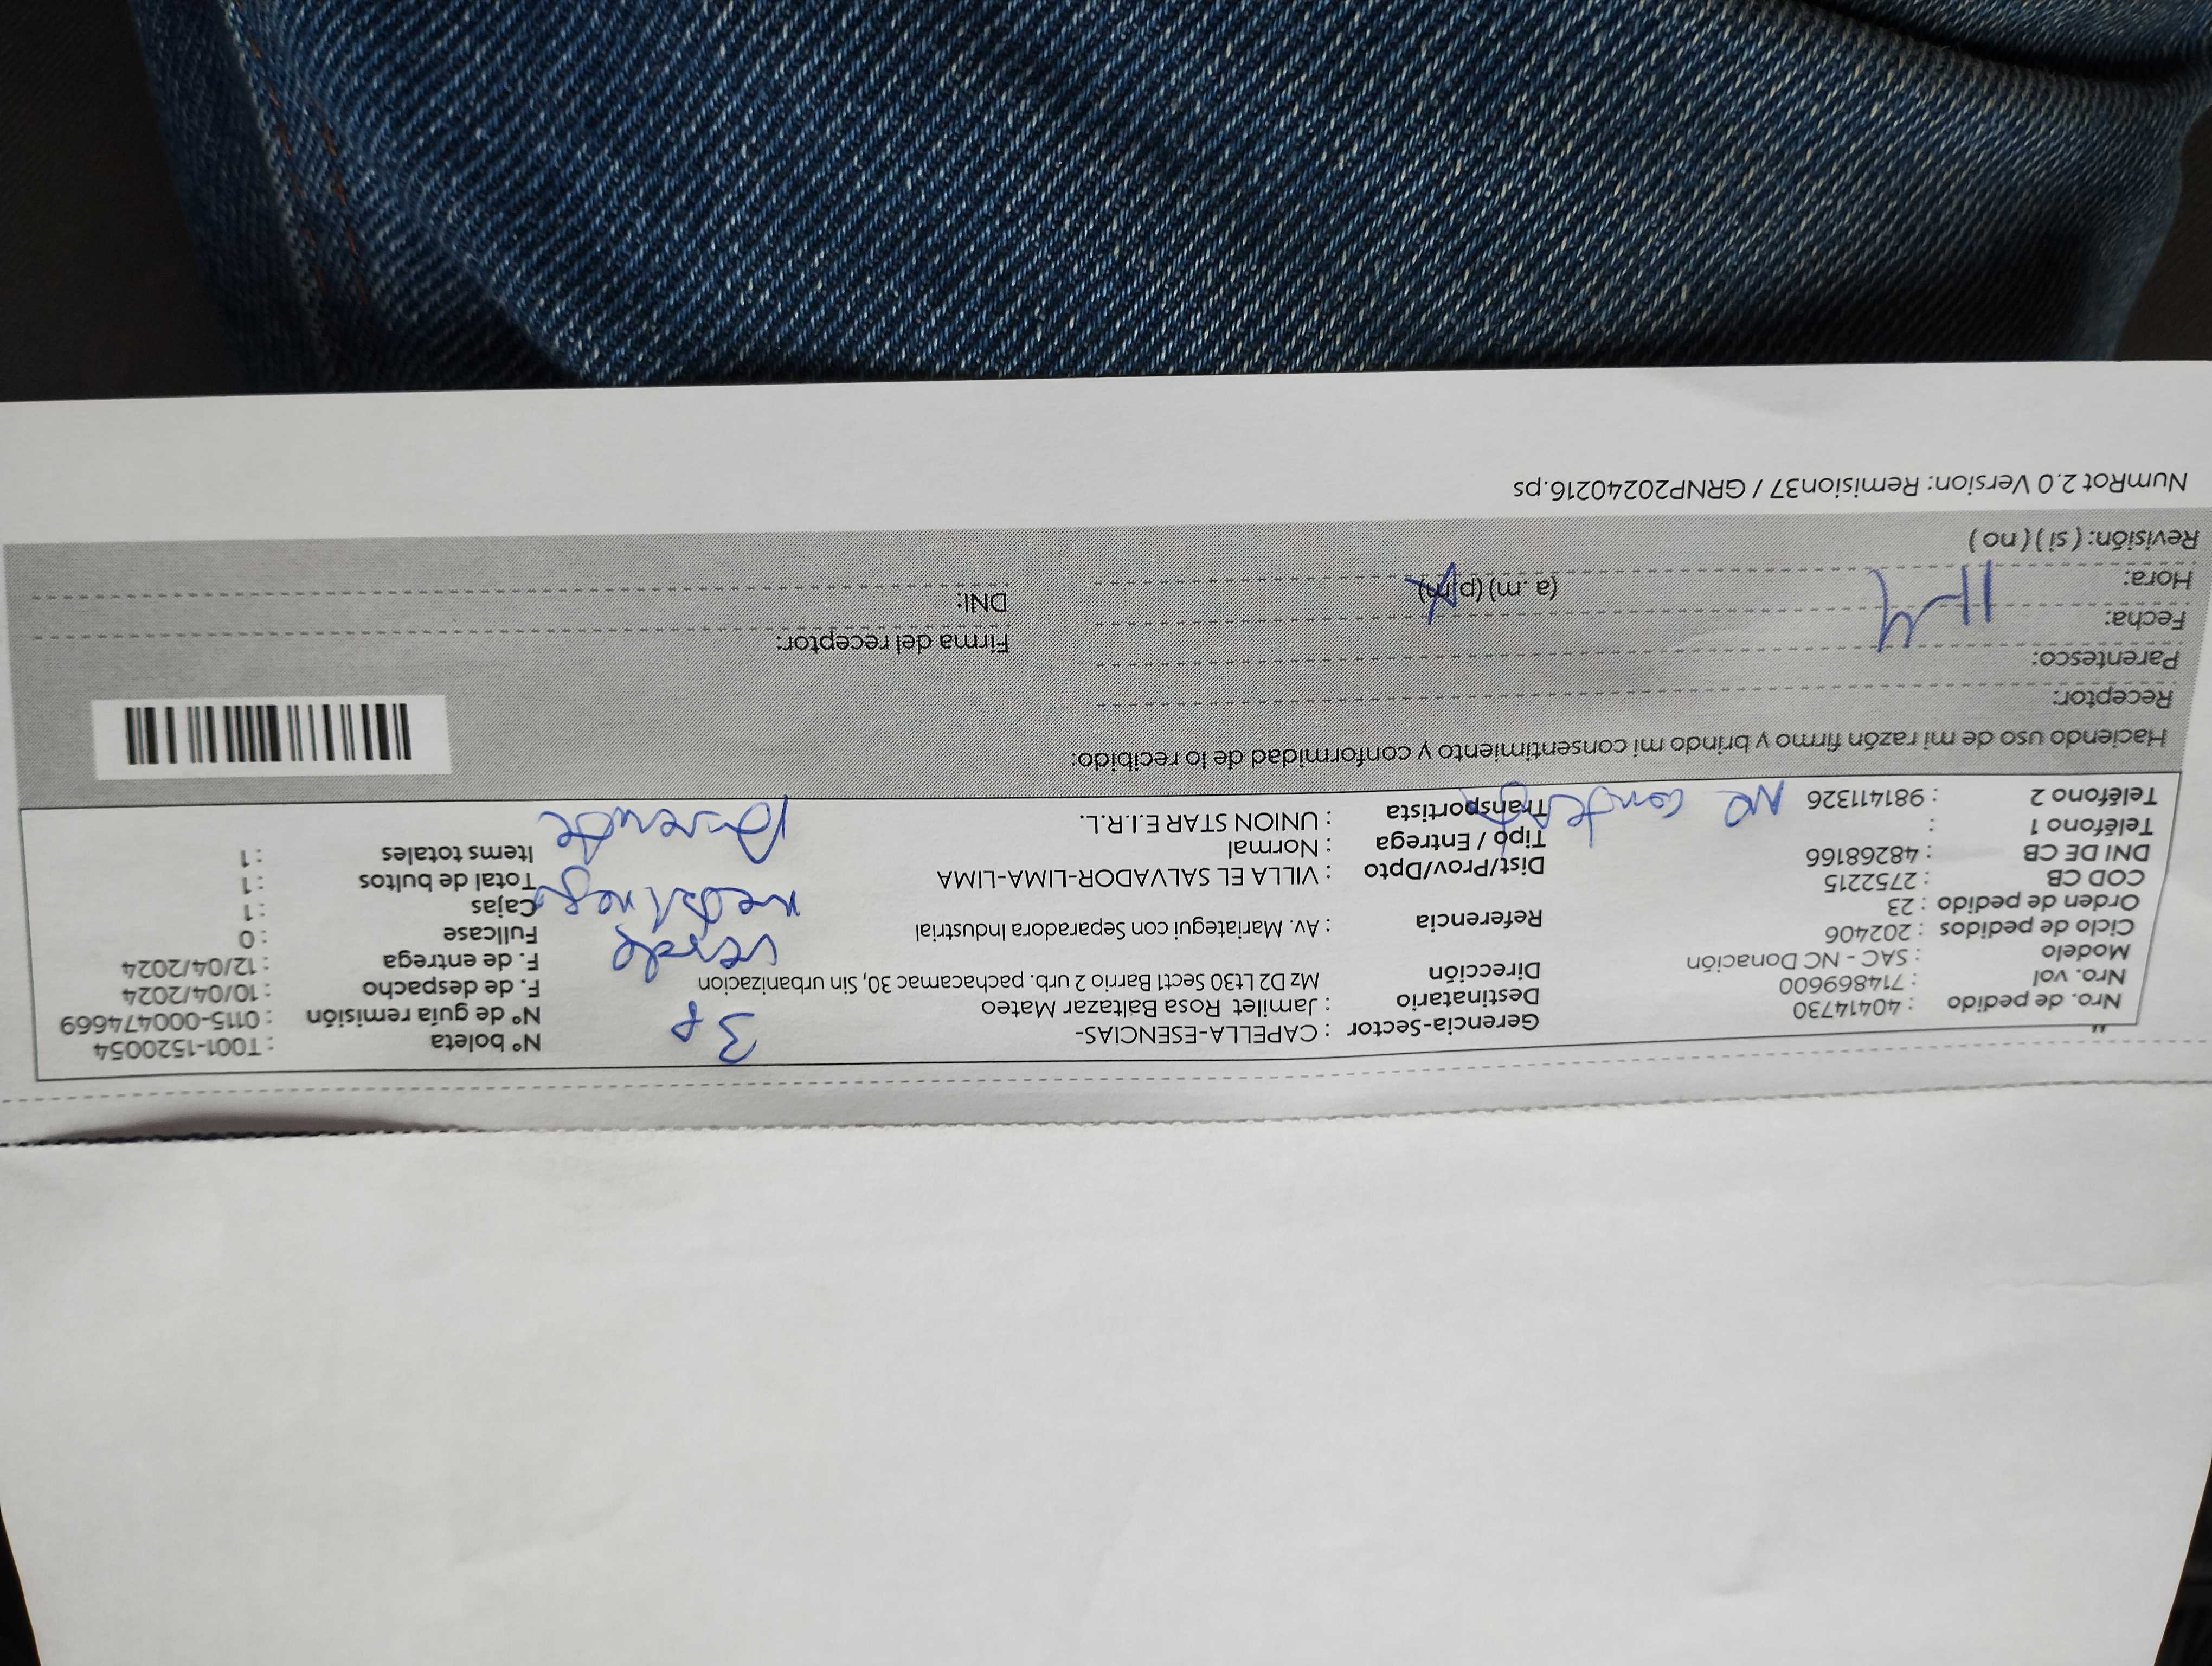 Nro. de pedido : 40414730
Nro. vol : 714869600
Modelo : SAC - NC Donación
Ciclo de pedidos : 202406
Orden de pedido : 23
COD CB : 2752215
DNI DE CB : 48268166
Teléfono 1 :
Teléfono 2 : 981411326
No contesta
Gerencia-Sector : CAPELLA-ESENCIAS-
Destinatario : Jamilet Rosa Baltazar Mateo
Dirección Mz D2 Lt30 Sect1 Barrio 2 urb. pachacamac 30, Sin urbanizacion
Referencia : Av. Mariategui con Separadora Industrial
Dist/Prov/Dpto : VILLA EL SALVADOR-LIMA-LIMA
Tipo / Entrega : Normal
Transportista : UNION STAR E.I.R.L.
3 p
verde
N° boleta : T001-1520054
N° de guía remisión : 0115-000474669
F. de despacho : 10/04/2024
F. de entrega : 12/04/2024
Fullcase : 0
Cajas : 1
Total de bultos : 1
Items totales : 1
Haciendo uso de mi razón firmo y brindo mi consentimiento y conformidad de lo recibido:
Receptor:
Parentesco:
Fecha: 11-4
Hora: (a.m) (p.m)
Revisión: (si) (no)
Firma del receptor:
DNI:
NumRot 2.0 Version: Remision37 / GRNP20240216.ps